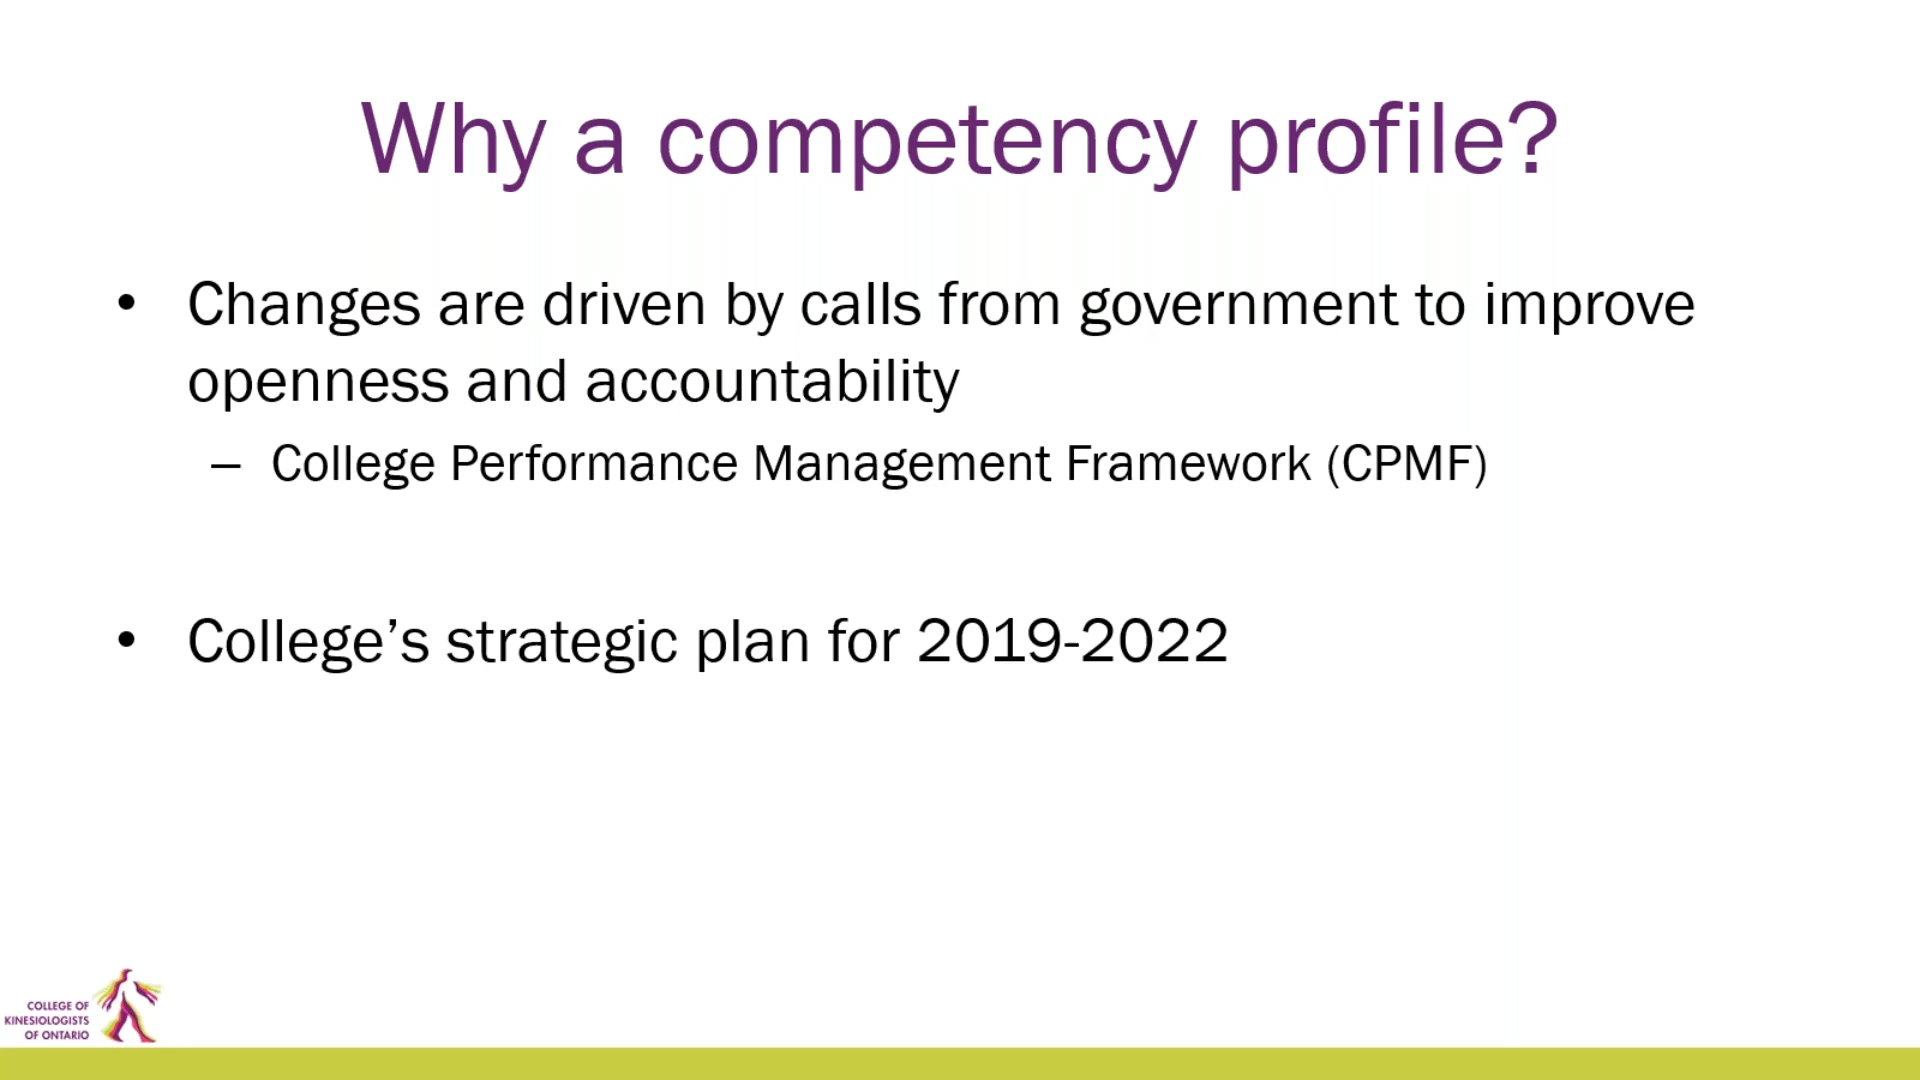 Why a competency profile?
• Changes are driven by calls from government to improve
openness and accountability
– College Performance Management Framework (CPMF)
• College’s strategic plan for 2019-2022
COLLEGE OF
KINESIOLOGISTS
OF ONTARIO